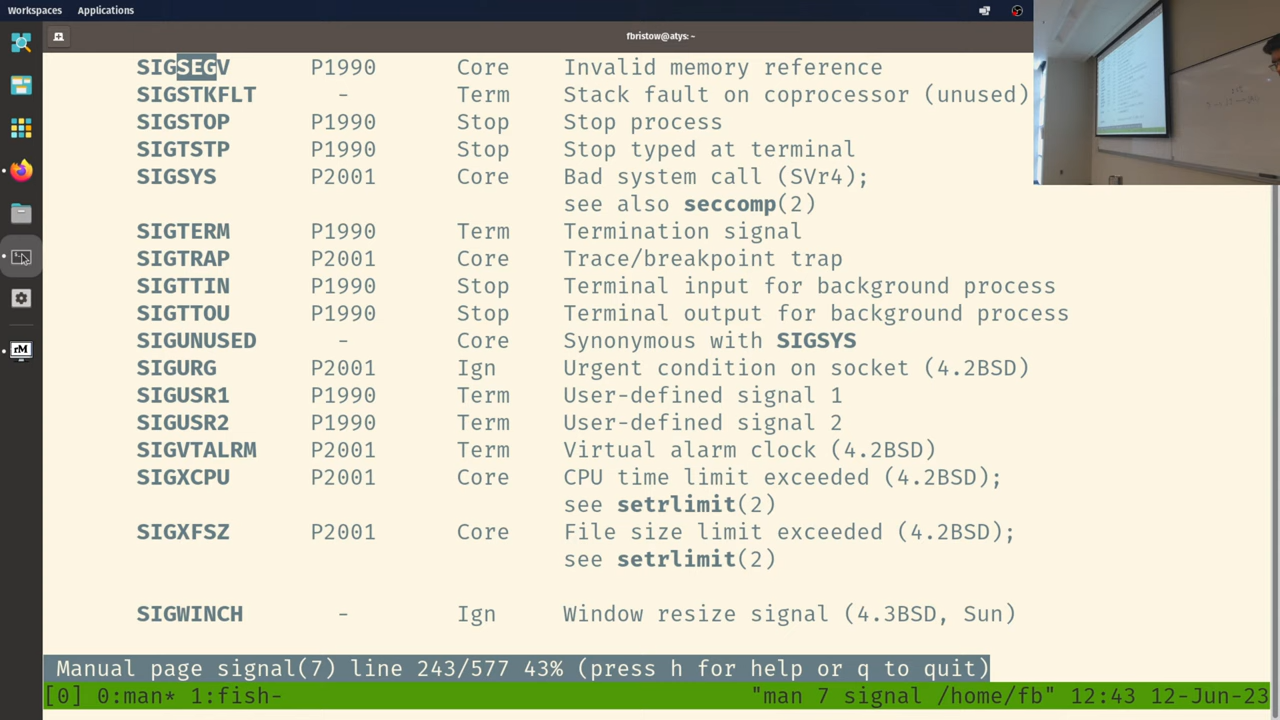 Workspaces Applications
fbristow@atys: ~
SIGSEGV P1990 Core Invalid memory reference
SIGSTKFLT - Term Stack fault on coprocessor (unused)
SIGSTOP P1990 Stop Stop process
SIGTSTP P1990 Stop Stop typed at terminal
SIGSYS P2001 Core Bad system call (SVr4);
see also seccomp(2)
SIGTERM P1990 Term Termination signal
SIGTRAP P2001 Core Trace/breakpoint trap
SIGTTIN P1990 Stop Terminal input for background process
SIGTTOU P1990 Stop Terminal output for background process
SIGUNUSED - Core Synonymous with SIGSYS
SIGURG P2001 Ign Urgent condition on socket (4.2BSD)
SIGUSR1 P1990 Term User-defined signal 1
SIGUSR2 P1990 Term User-defined signal 2
SIGVTALRM P2001 Term Virtual alarm clock (4.2BSD)
SIGXCPU P2001 Core CPU time limit exceeded (4.2BSD);
see setrlimit(2)
SIGXFSZ P2001 Core File size limit exceeded (4.2BSD);
see setrlimit(2)
SIGWINCH - Ign Window resize signal (4.3BSD, Sun)
Manual page signal(7) line 243/577 43% (press h for help or q to quit)
[0] 0:man* 1:fish- "man 7 signal /home/fb" 12:43 12-Jun-23
rM